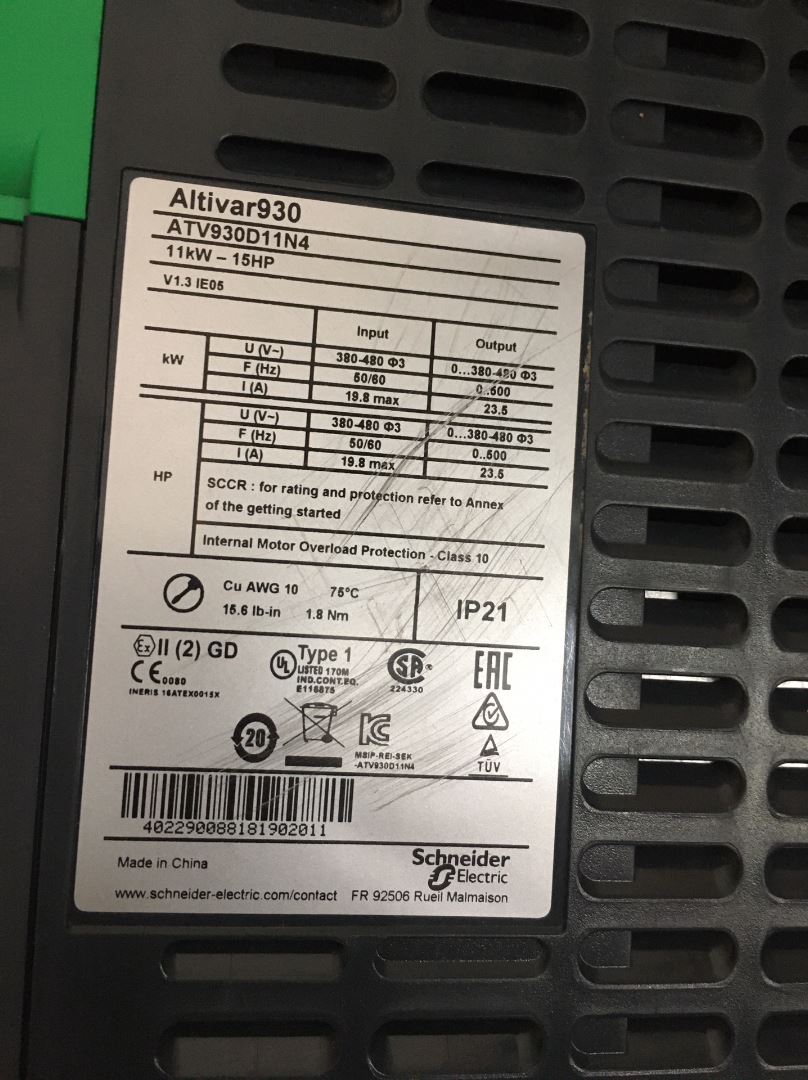 Altivar930
ATV930D11N4
11kW – 15HP
V1.3 IE05
Input Output
kW U (V~) 380-480 Φ3 0...380-480 Φ3
F (Hz) 50/60 0..500
I (A) 19.8 max 23.5
HP U (V~) 380-480 Φ3 0...380-480 Φ3
F (Hz) 50/60 0..500
I (A) 19.8 max 23.5
SCCR : for rating and protection refer to Annex
of the getting started
Internal Motor Overload Protection - Class 10
Cu AWG 10 75°C
15.6 lb-in 1.8 Nm
IP21
Ex II (2) GD
CE 0080
INERIS 16ATEX0015X
UL Type 1
LISTED 170M
IND.CONT.EQ.
E116875
SA
224330
EAC
20
KC
MSIP-REI-SEK
-ATV930D11N4
TÜV
402290088181902011
Made in China
Schneider
Electric
www.schneider-electric.com/contact FR 92506 Rueil Malmaison